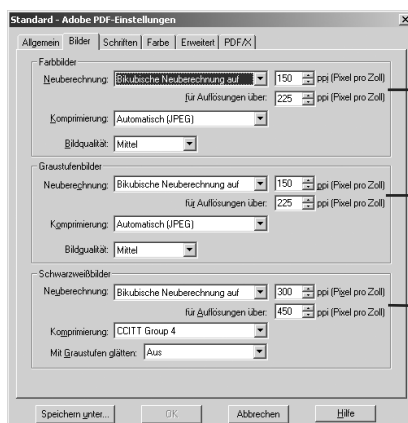 Standard - Adobe PDF-Einstellungen
Allgemein Bilder Schriften Farbe Erweitert PDF/X
Farbbilder
Neuberechnung: Bikubische Neuberechnung auf 150 ppi (Pixel pro Zoll)
für Auflösungen über: 225 ppi (Pixel pro Zoll)
Komprimierung: Automatisch (JPEG)
Bildqualität: Mittel
Graustufenbilder
Neuberechnung: Bikubische Neuberechnung auf 150 ppi (Pixel pro Zoll)
für Auflösungen über: 225 ppi (Pixel pro Zoll)
Komprimierung: Automatisch (JPEG)
Bildqualität: Mittel
Schwarzweißbilder
Neuberechnung: Bikubische Neuberechnung auf 300 ppi (Pixel pro Zoll)
für Auflösungen über: 450 ppi (Pixel pro Zoll)
Komprimierung: CCITT Group 4
Mit Graustufen glätten: Aus
Speichern unter... OK Abbrechen Hilfe